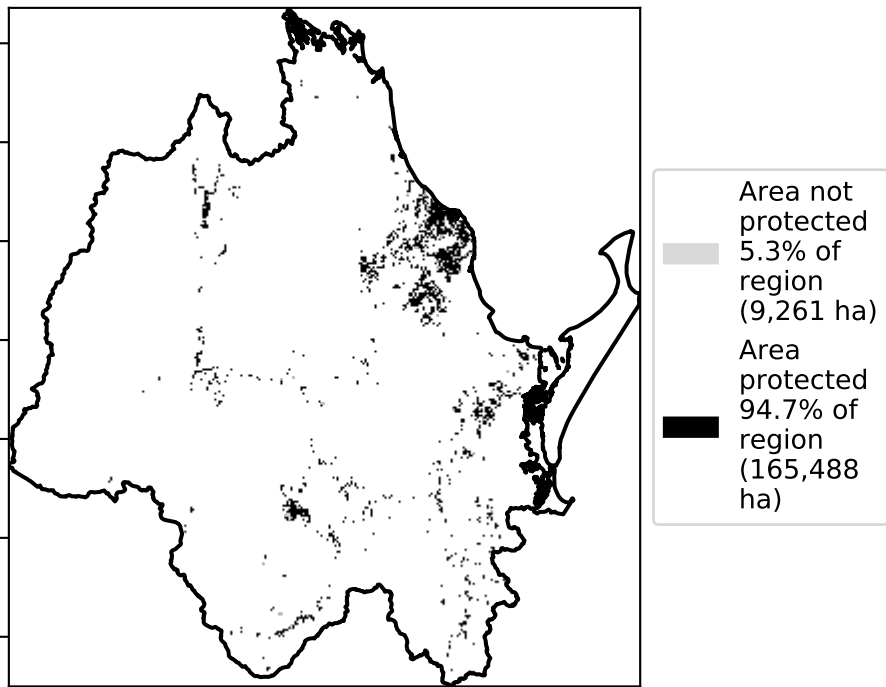 Area not
protected
5.3% of
region
(9,261 ha)
Area
protected
94.7% of
region
(165,488
ha)